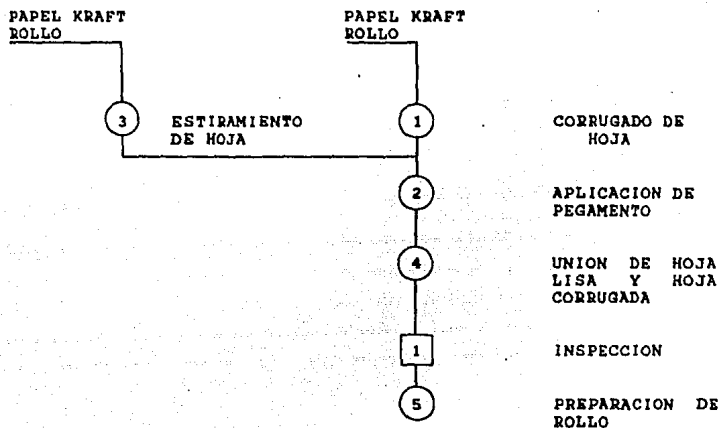 PAPEL KRAFT
ROLLO
PAPEL KRAFT
ROLLO
3
ESTIRAMIENTO
DE HOJA
1
CORRUGADO DE
HOJA
2
APLICACION DE
PEGAMENTO
4
UNION DE HOJA
LISA Y HOJA
CORRUGADA
1
INSPECCION
5
PREPARACION DE
ROLLO